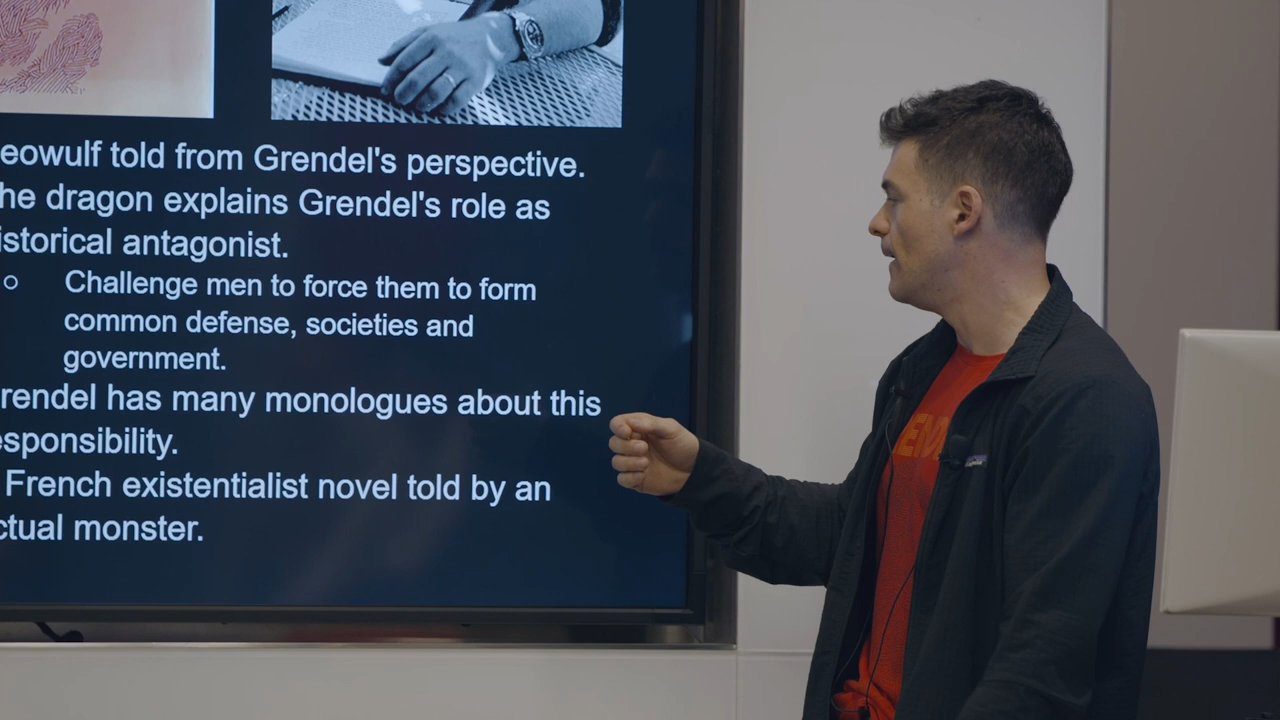 eowulf told from Grendel's perspective.
he dragon explains Grendel's role as
istorical antagonist.
Challenge men to force them to form
common defense, societies and
government.
rendel has many monologues about this
esponsibility.
French existentialist novel told by an
ctual monster.